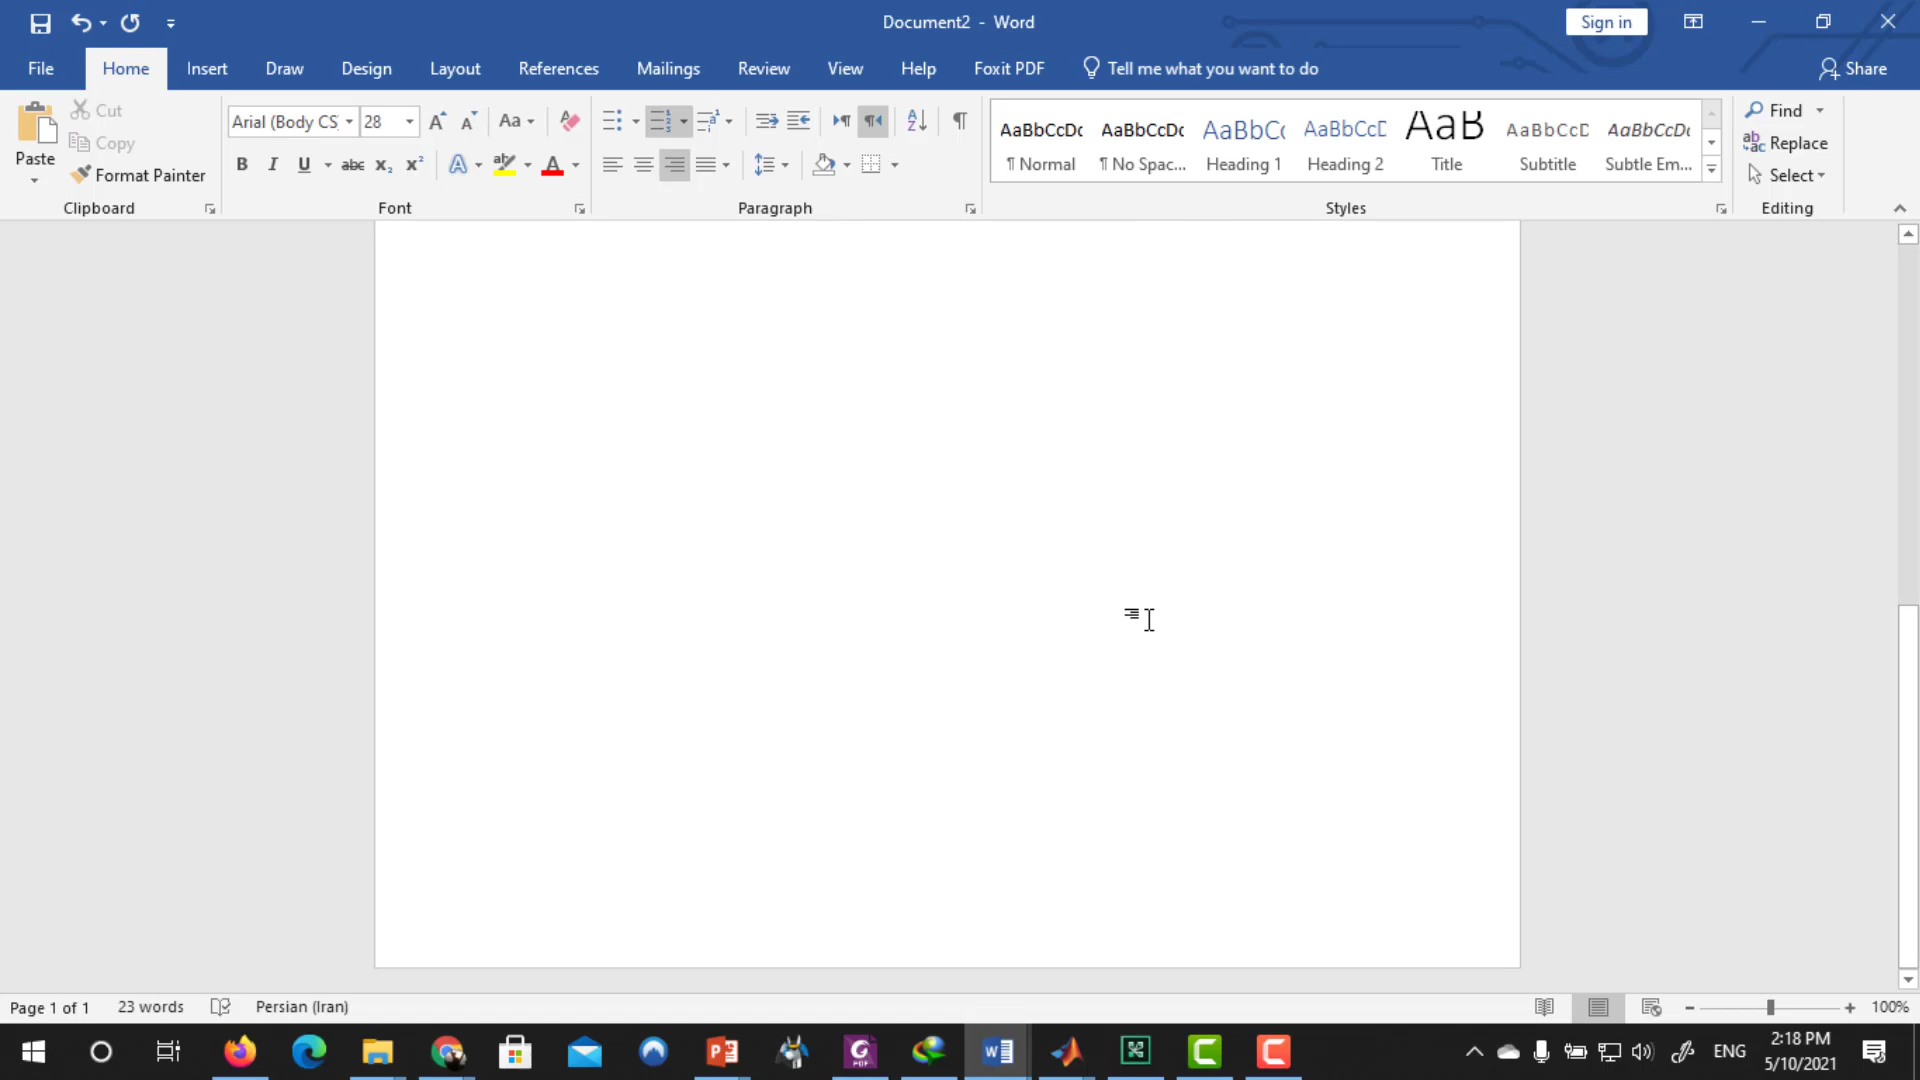 Document2 - Word
Sign in
File Home Insert Draw Design Layout References Mailings Review View Help Foxit PDF Tell me what you want to do Share
Paste
Cut
Copy
Format Painter
Clipboard
Arial (Body CS 28 Aa
B I U abc x₂ x² A A
Font
Paragraph
AaBbCcDc AaBbCcDc AaBbCc AaBbCcD AaB AaBbCcD AaBbCcDc
¶ Normal ¶ No Spac... Heading 1 Heading 2 Title Subtitle Subtle Em...
Styles
Find
Replace
Select
Editing
Page 1 of 1 23 words Persian (Iran) 100%
ENG
2:18 PM
5/10/2021